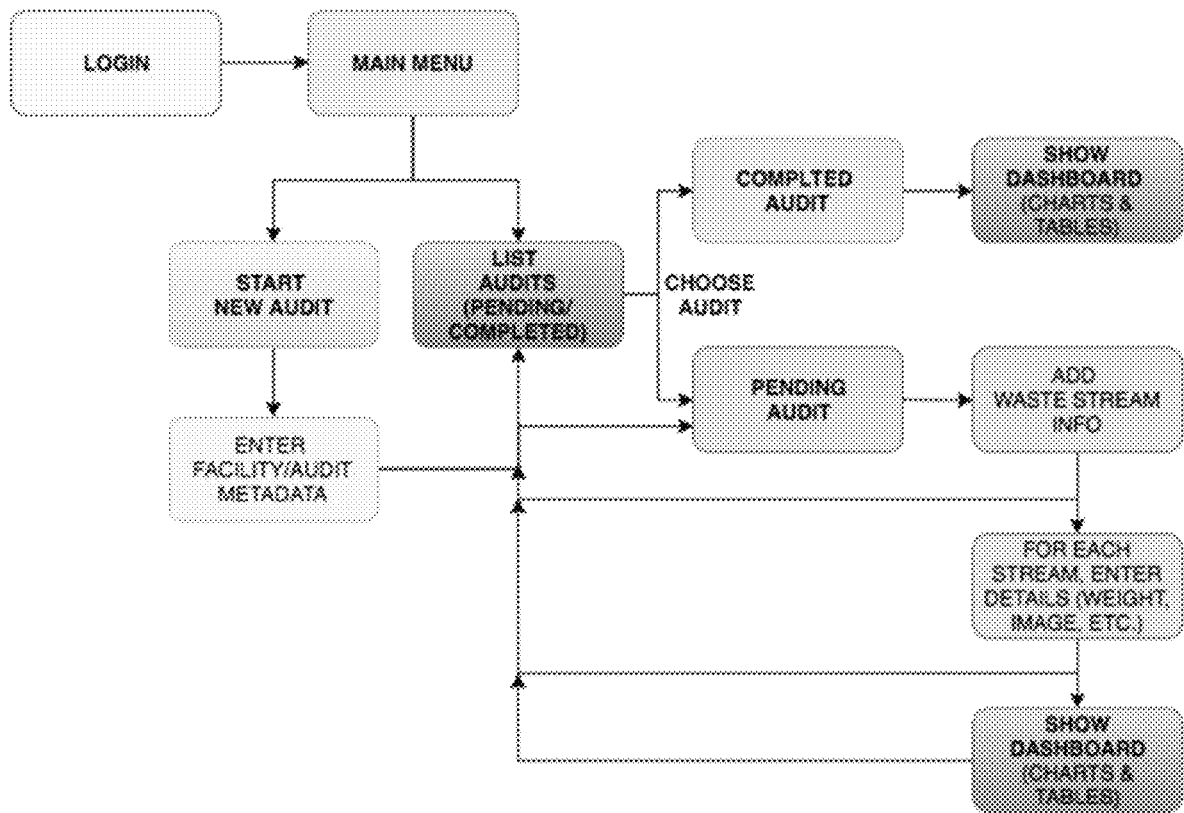 LOGIN
MAIN MENU
COMPLTED
AUDIT
SHOW
DASHBOARD
(CHARTS &
TABLES)
START
NEW AUDIT
LIST
AUDITS
(PENDING/
COMPLETED)
CHOOSE
AUDIT
PENDING
AUDIT
ADD
WASTE STREAM
INFO
ENTER
FACILITY/AUDIT
METADATA
FOR EACH
STREAM, ENTER
DETAILS (WEIGHT,
IMAGE, ETC.)
SHOW
DASHBOARD
(CHARTS &
TABLES)